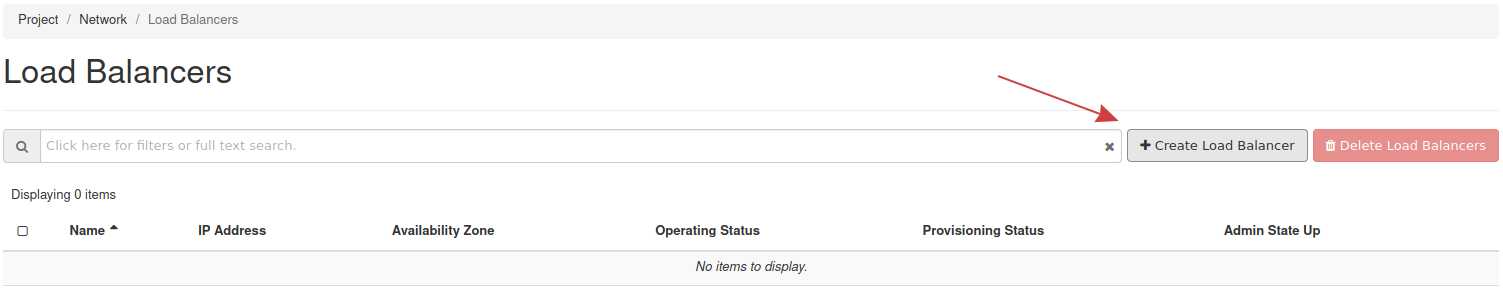 Project / Network / Load Balancers
Load Balancers
Click here for filters or full text search.
Create Load Balancer
Delete Load Balancers
Displaying 0 items
Name IP Address Availability Zone Operating Status Provisioning Status Admin State Up
No items to display.